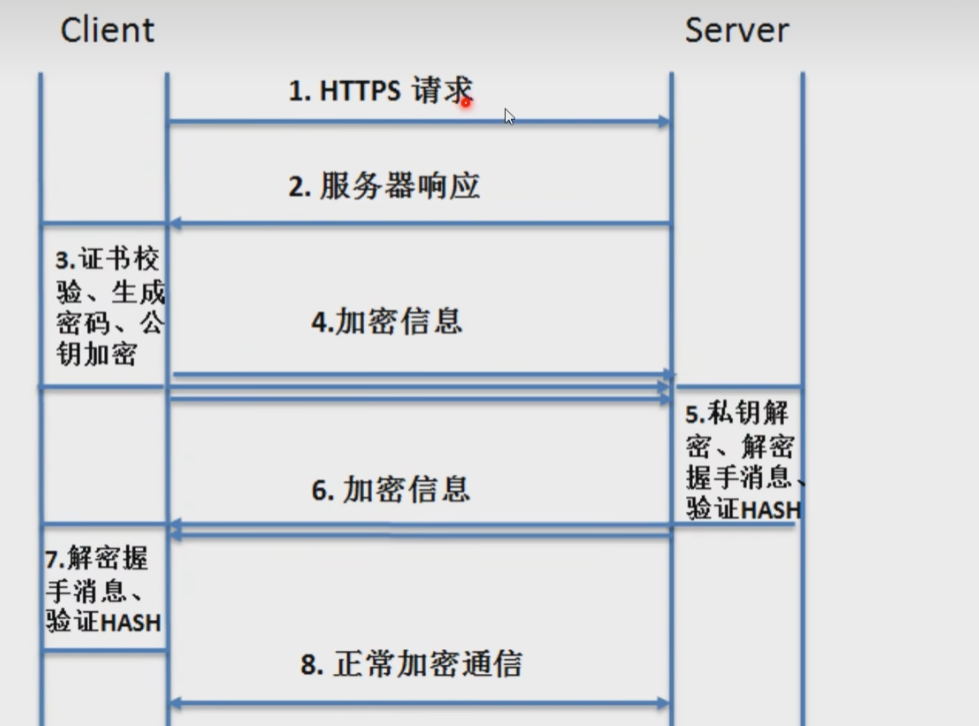 Client
Server
1. HTTPS 请求
2. 服务器响应
3.证书校
验、生成
密码、公
钥加密
4.加密信息
5.私钥解
密、解密
握手消息、
验证HASH
6. 加密信息
7.解密握
手消息、
验证HASH
8. 正常加密通信